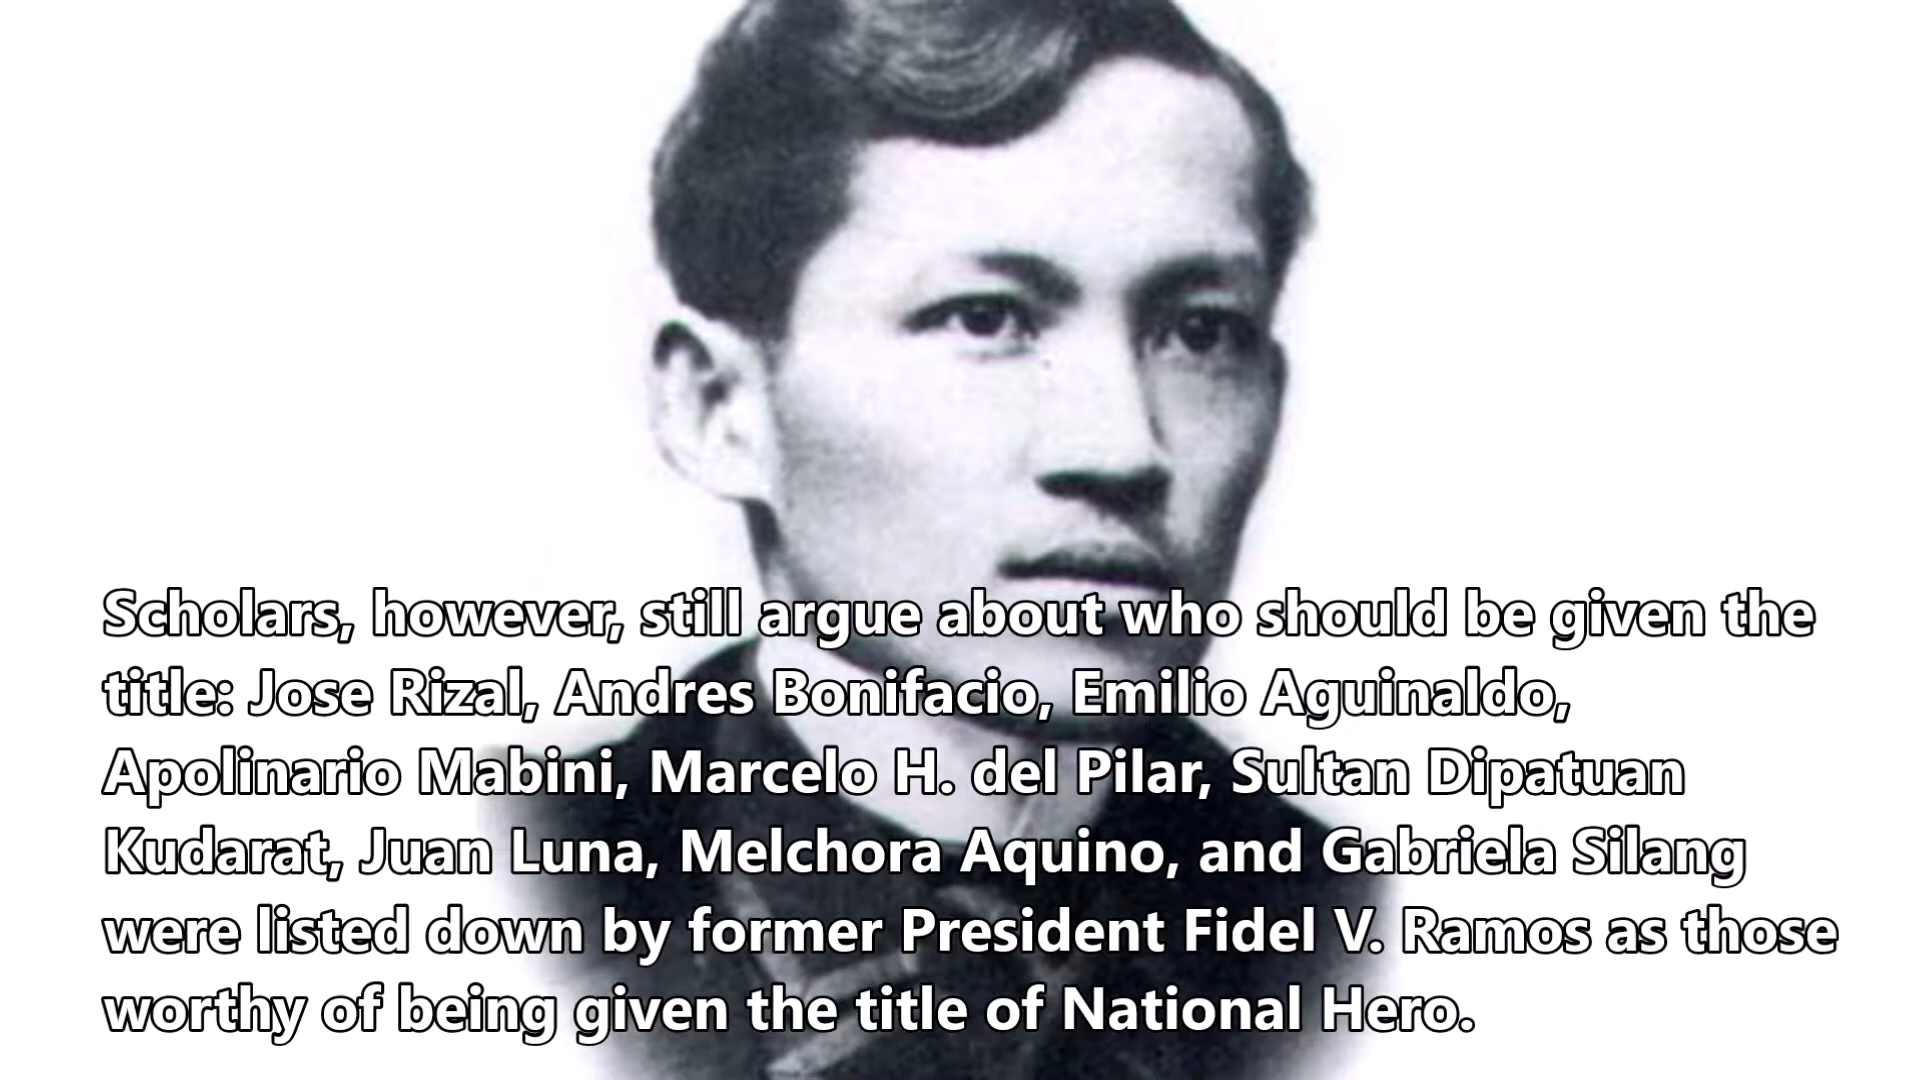 Scholars, however, still argue about who should be given the
title: Jose Rizal, Andres Bonifacio, Emilio Aguinaldo,
Apolinario Mabini, Marcelo H. del Pilar, Sultan Dipatuan
Kudarat, Juan Luna, Melchora Aquino, and Gabriela Silang
were listed down by former President Fidel V. Ramos as those
worthy of being given the title of National Hero.